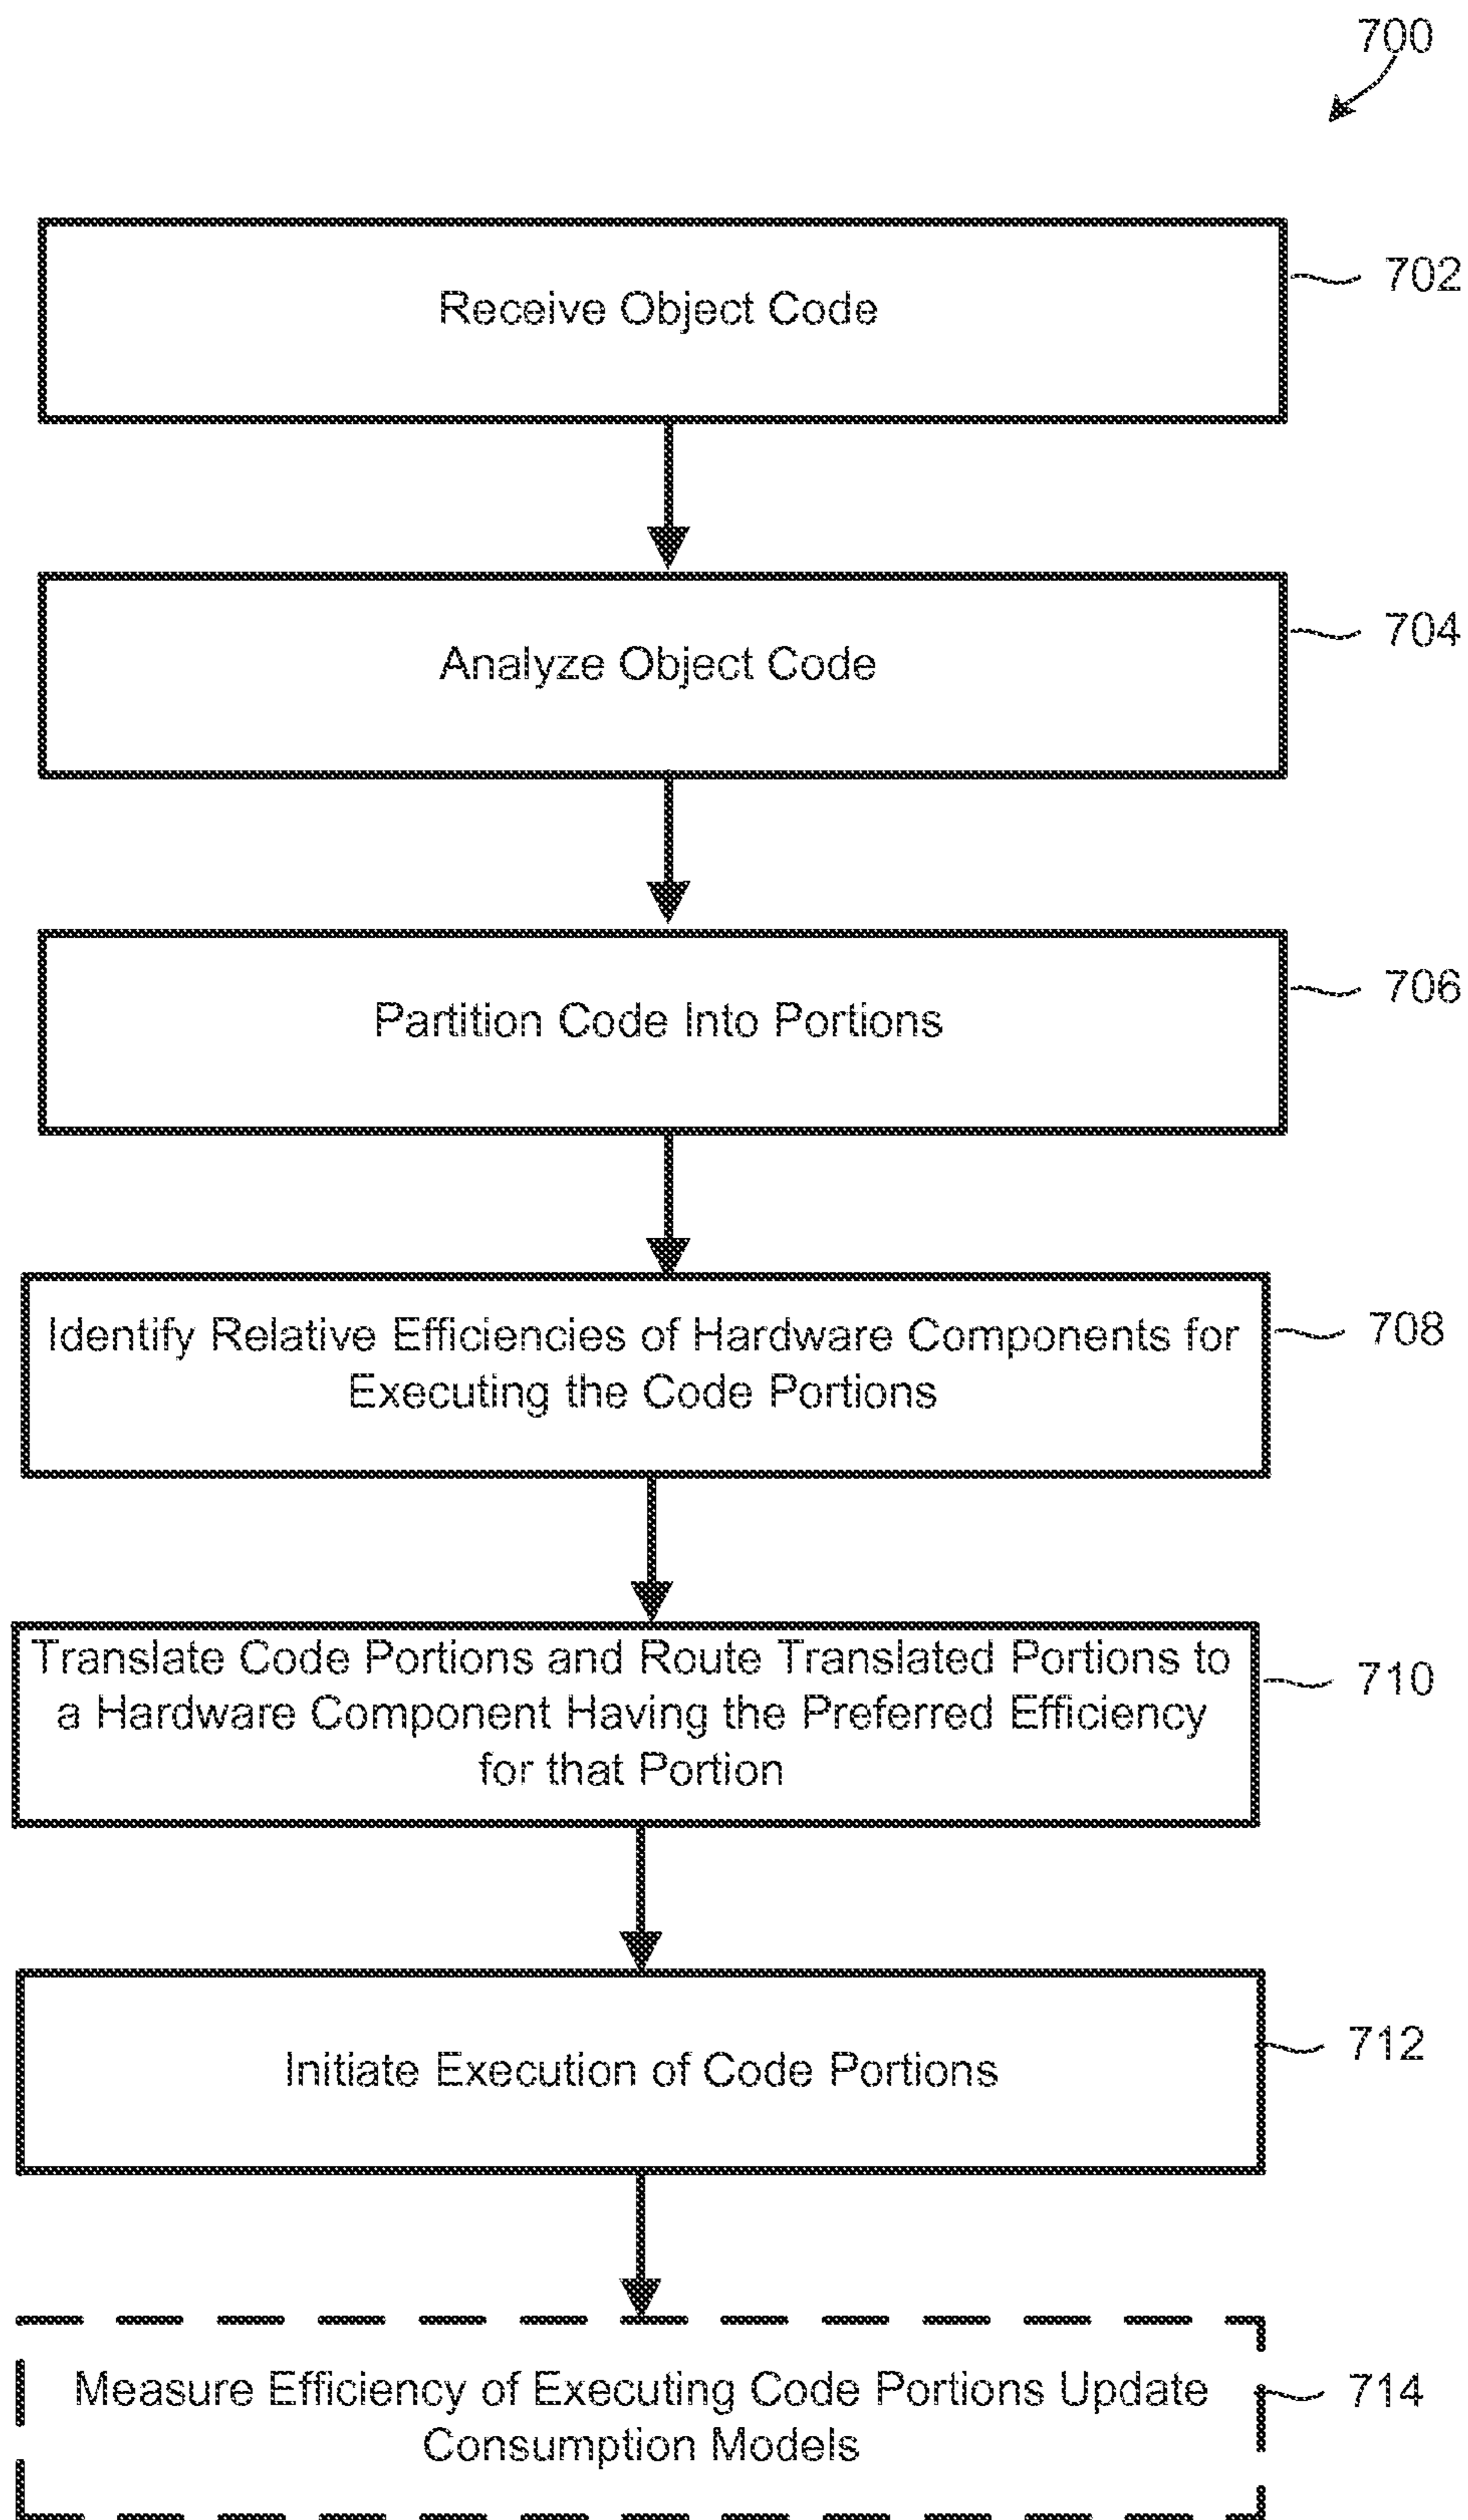 700
Receive Object Code
702
Analyze Object Code
704
Partition Code Into Portions
706
Identify Relative Efficiencies of Hardware Components for
Executing the Code Portions
708
Translate Code Portions and Route Translated Portions to
a Hardware Component Having the Preferred Efficiency
for that Portion
710
Initiate Execution of Code Portions
712
Measure Efficiency of Executing Code Portions Update
Consumption Models
714